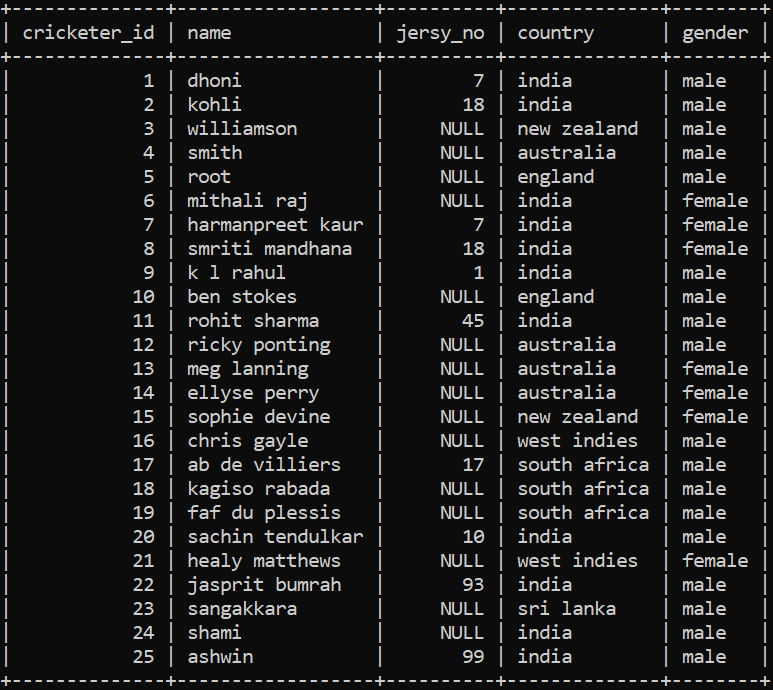 +--------------+------------------+----------+--------------+--------+
| cricketer_id | name             | jersy_no | country      | gender |
+--------------+------------------+----------+--------------+--------+
|            1 | dhoni            |        7 | india        | male   |
|            2 | kohli            |       18 | india        | male   |
|            3 | williamson       |     NULL | new zealand  | male   |
|            4 | smith            |     NULL | australia    | male   |
|            5 | root             |     NULL | england      | male   |
|            6 | mithali raj      |     NULL | india        | female |
|            7 | harmanpreet kaur |        7 | india        | female |
|            8 | smriti mandhana  |       18 | india        | female |
|            9 | k l rahul        |        1 | india        | male   |
|           10 | ben stokes       |     NULL | england      | male   |
|           11 | rohit sharma     |       45 | india        | male   |
|           12 | ricky ponting    |     NULL | australia    | male   |
|           13 | meg lanning      |     NULL | australia    | female |
|           14 | ellyse perry     |     NULL | australia    | female |
|           15 | sophie devine    |     NULL | new zealand  | female |
|           16 | chris gayle      |     NULL | west indies  | male   |
|           17 | ab de villiers   |       17 | south africa | male   |
|           18 | kagiso rabada    |     NULL | south africa | male   |
|           19 | faf du plessis   |     NULL | south africa | male   |
|           20 | sachin tendulkar |       10 | india        | male   |
|           21 | healy matthews   |     NULL | west indies  | female |
|           22 | jasprit bumrah   |       93 | india        | male   |
|           23 | sangakkara       |     NULL | sri lanka    | male   |
|           24 | shami            |     NULL | india        | male   |
|           25 | ashwin           |       99 | india        | male   |
+--------------+------------------+----------+--------------+--------+